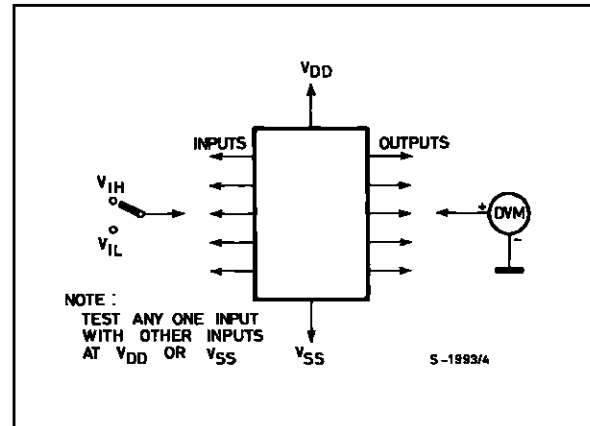 VDD
INPUTS
OUTPUTS
VIH
VIL
+
DVM
-
NOTE :
TEST ANY ONE INPUT
WITH OTHER INPUTS
AT VDD OR VSS
VSS
S-1993/4